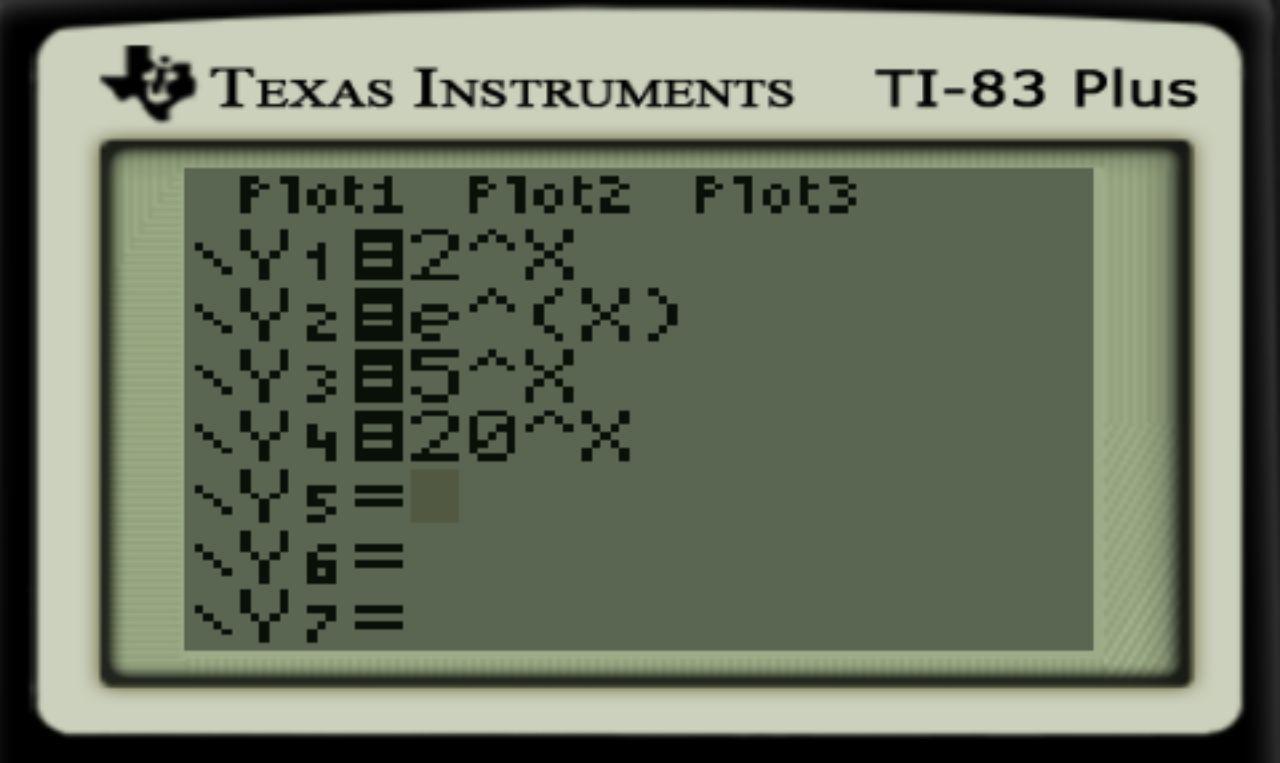 TEXAS INSTRUMENTS TI-83 Plus
Plot1 Plot2 Plot3
\Y1=2^X
\Y2=e^(X)
\Y3=5^X
\Y4=20^X
\Y5=
\Y6=
\Y7=